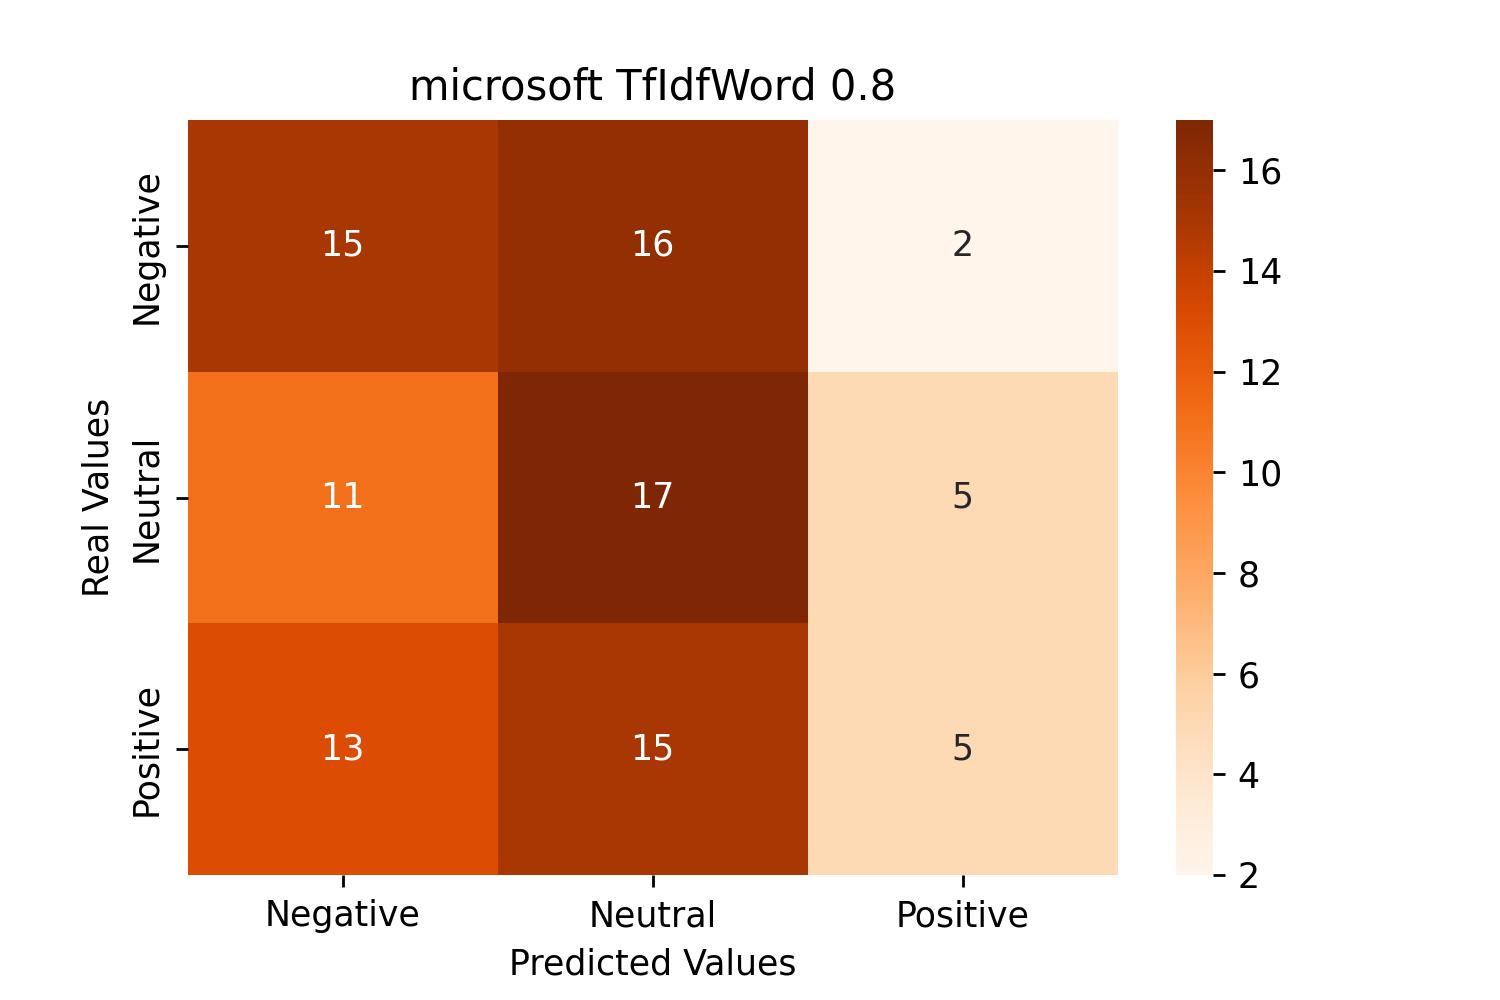 microsoft TfIdfWord 0.8
Real Values
Negative
15 16 2
Neutral
11 17 5
Positive
13 15 5
Negative Neutral Positive
Predicted Values
16
14
12
10
8
6
4
2